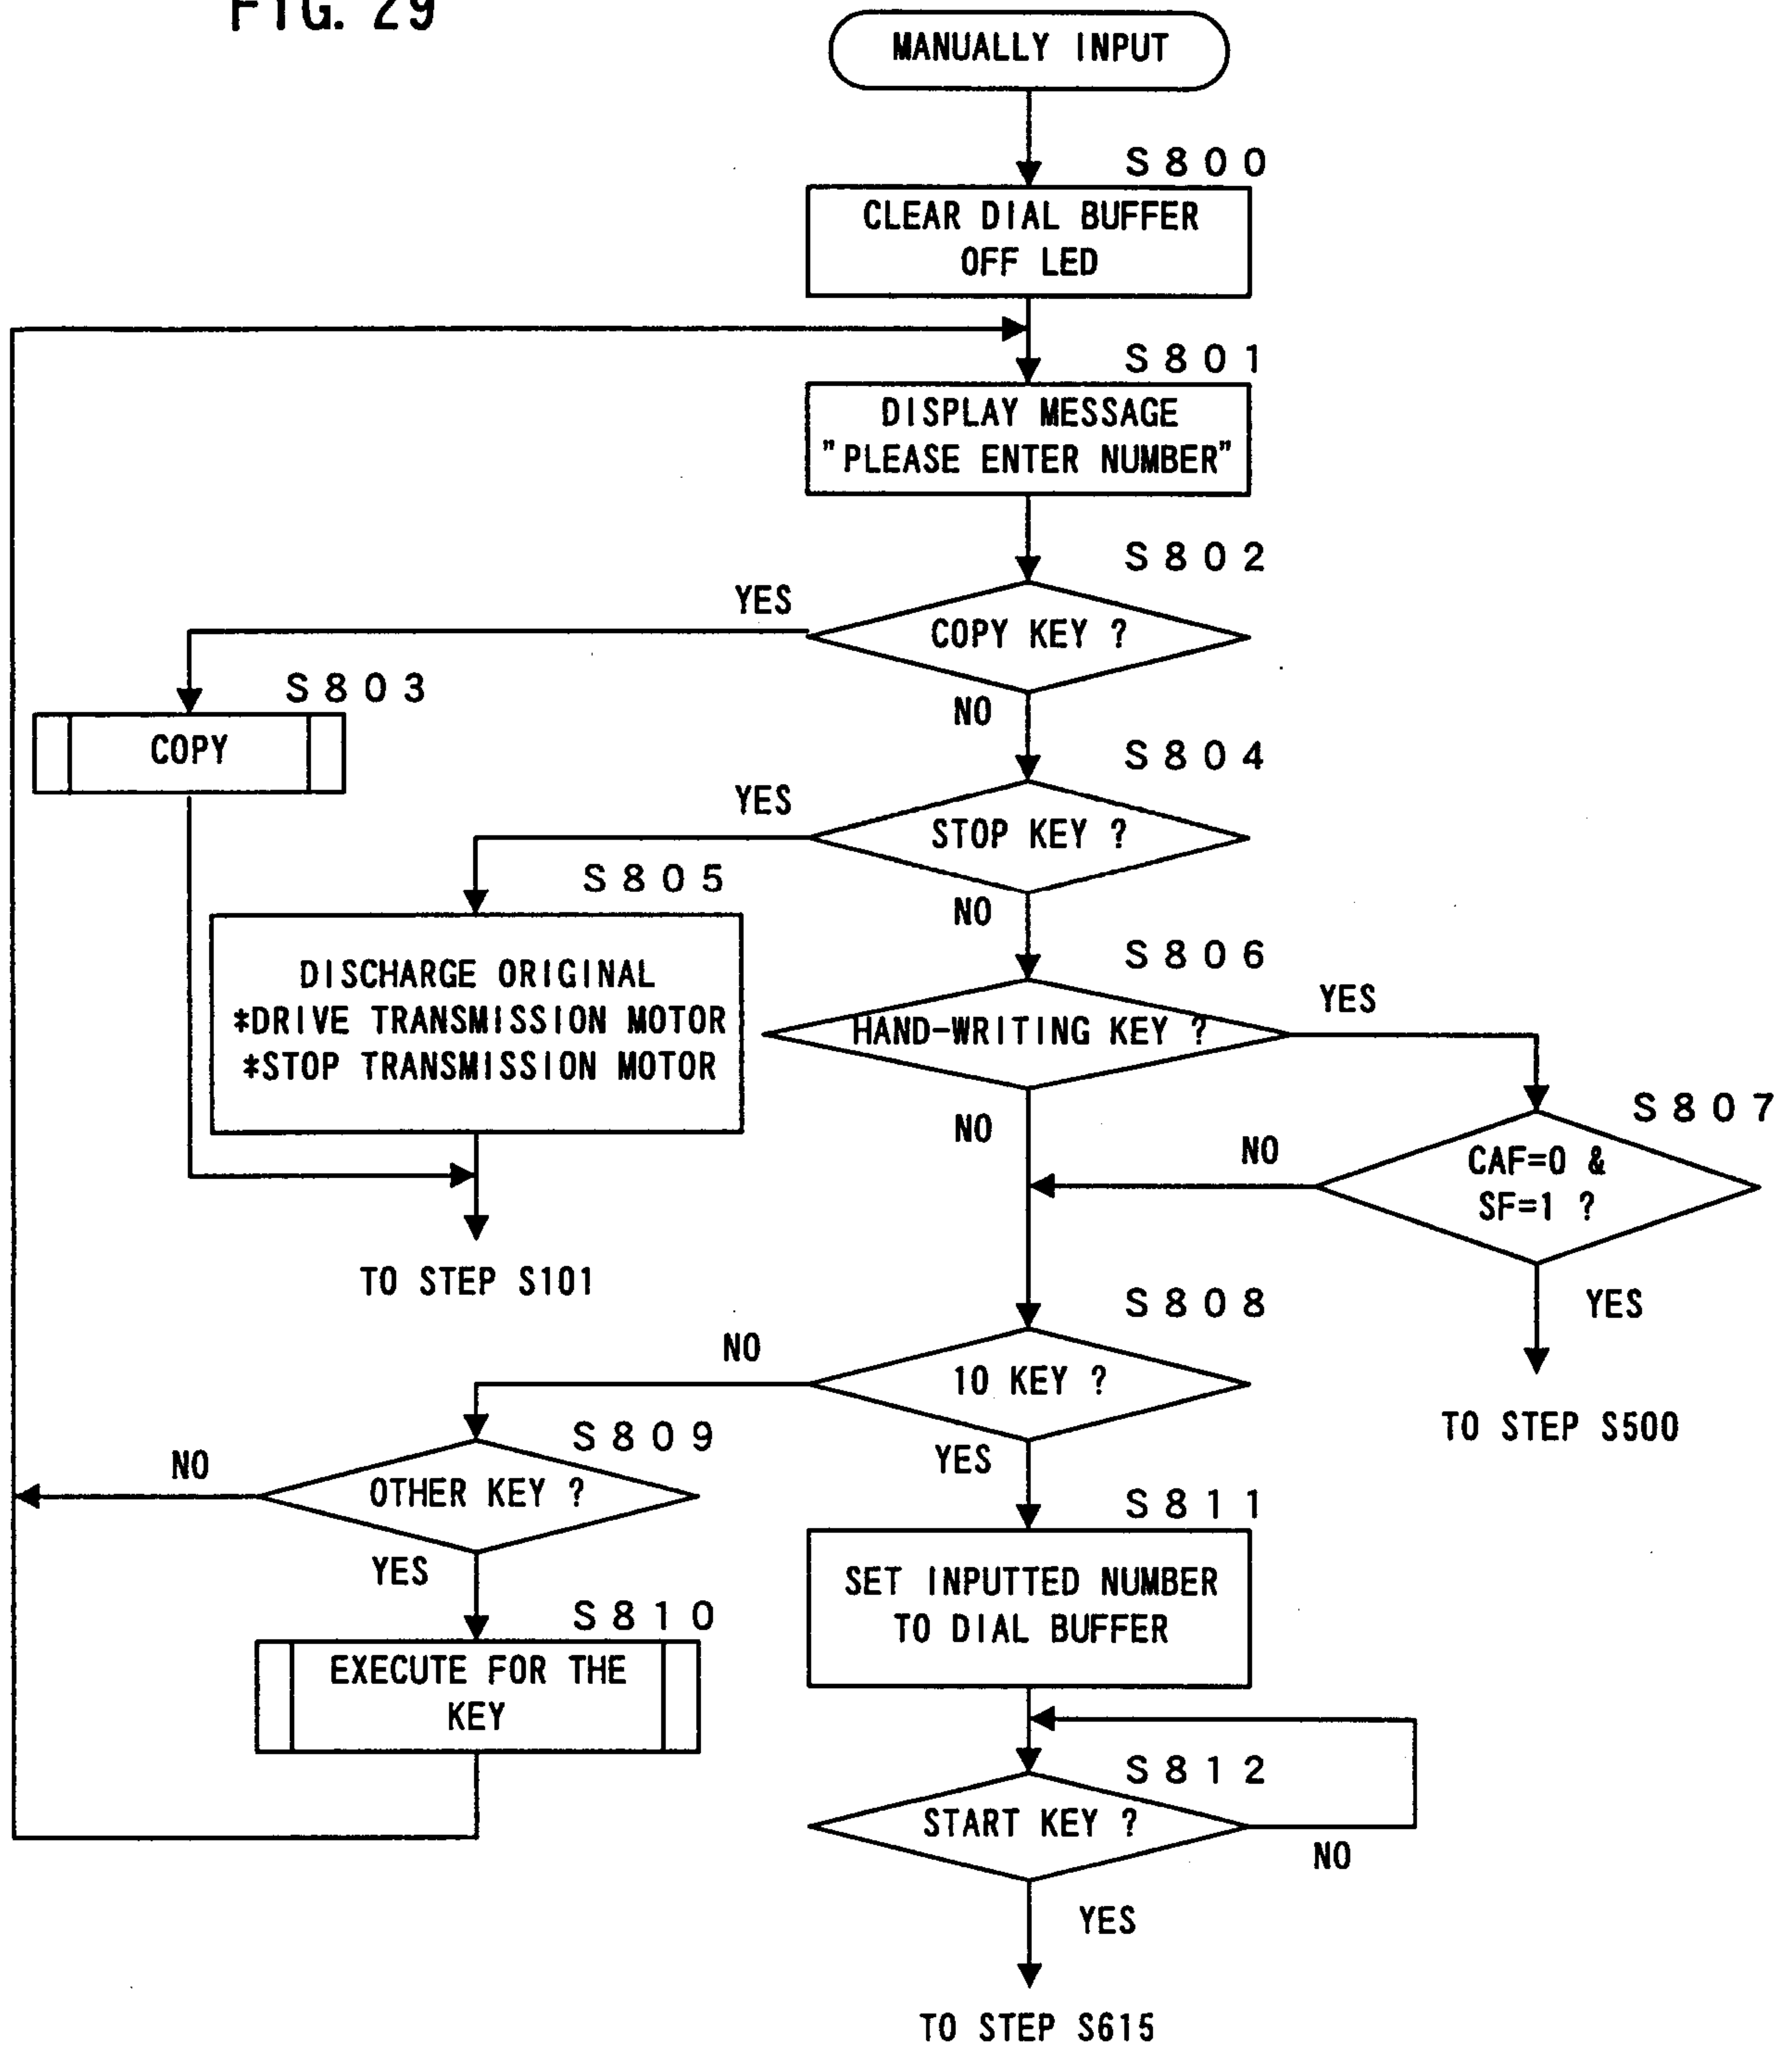 FIG. 29
MANUALLY INPUT
S800
CLEAR DIAL BUFFER
OFF LED
S801
DISPLAY MESSAGE
"PLEASE ENTER NUMBER"
S802
YES
COPY KEY ?
S803
NO
COPY
S804
YES
STOP KEY ?
S805
NO
S806
DISCHARGE ORIGINAL
*DRIVE TRANSMISSION MOTOR
*STOP TRANSMISSION MOTOR
YES
HAND-WRITING KEY ?
S807
NO
NO
CAF=0 &
SF=1 ?
TO STEP S101
S808
YES
NO
10 KEY ?
TO STEP S500
S809
NO
YES
OTHER KEY ?
S811
YES
SET INPUTTED NUMBER
TO DIAL BUFFER
S810
EXECUTE FOR THE
KEY
S812
START KEY ?
NO
YES
TO STEP S615